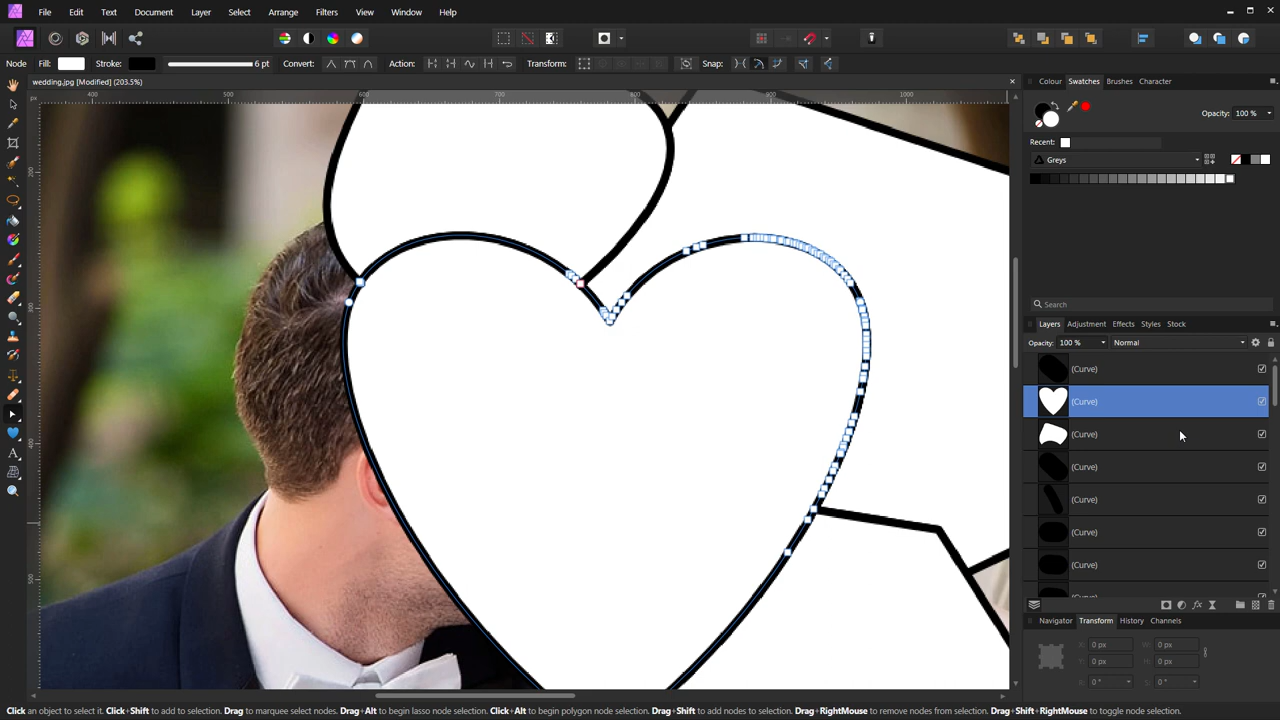 File Edit Text Document Layer Select Arrange Filters View Window Help
Node Fill: Stroke: 6 pt Convert: Action: Transform: Snap:
wedding.jpg [Modified] (203.5%)
px 400 500 600 700 800 900 1000
200
300
400
500
Colour Swatches Brushes Character
Opacity: 100 %
Recent:
Greys
Search
Layers Adjustment Effects Styles Stock
Opacity: 100 % Normal
(Curve)
(Curve)
(Curve)
(Curve)
(Curve)
(Curve)
(Curve)
Navigator Transform History Channels
X: 0 px W: 0 px
Y: 0 px H: 0 px
R: 0 ° S: 0 °
Click an object to select it. Click+Shift to add to selection. Drag to marquee select nodes. Drag+Alt to begin lasso node selection. Click+Alt to begin polygon node selection. Drag+Shift to add nodes to selection. Drag+RightMouse to remove nodes from selection. Drag+Shift+RightMouse to toggle node selection.